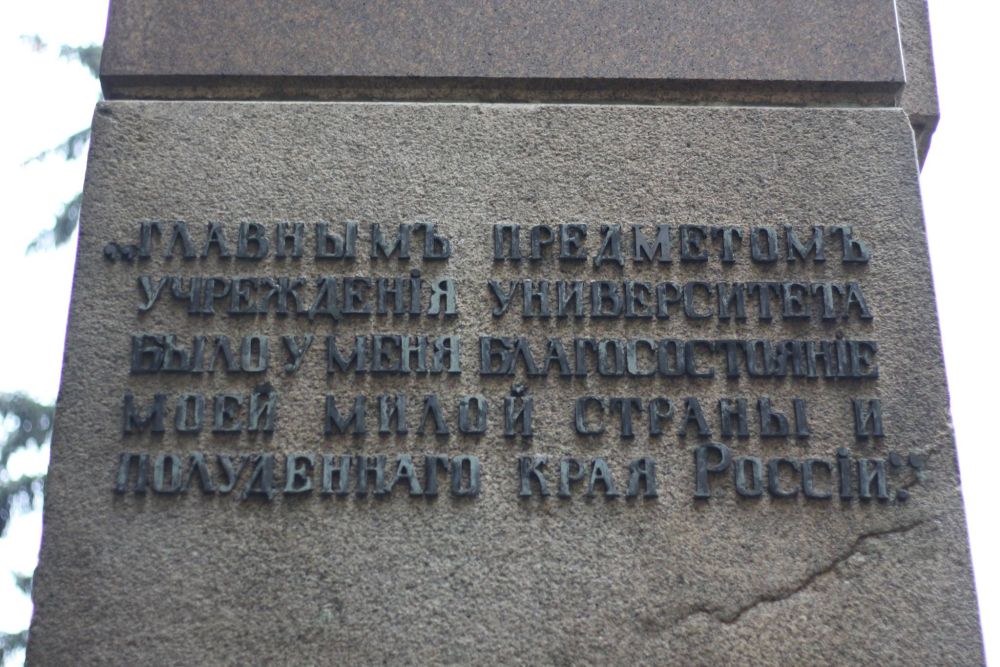 „ГЛАВНЫМЪ ПРЕДМЕТОМЪ
УЧРЕЖДЕНІЯ УНИВЕРСИТЕТА
БЫЛО У МЕНЯ БЛАГОСОСТОЯНІЕ
МОЕЙ МИЛОЙ СТРАНЫ И
ПОЛУДЕННАГО КРАЯ РОССІИ."